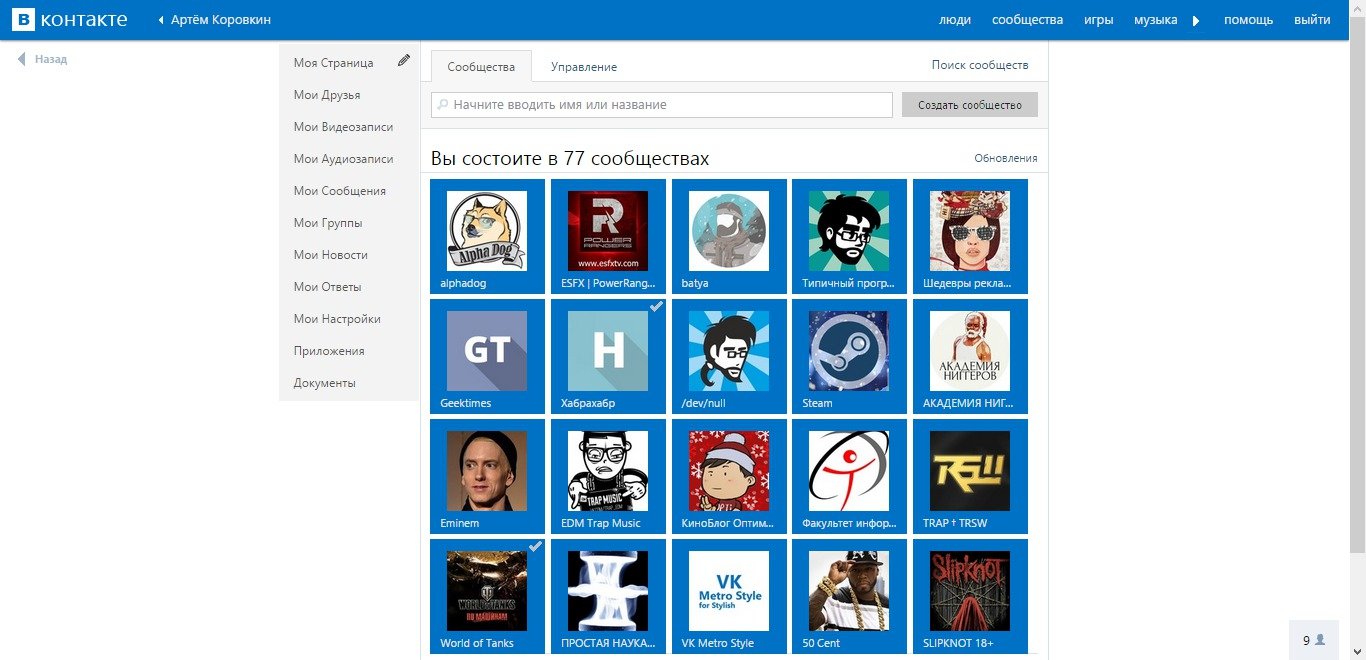 В контакте
Артём Коровкин
люди
сообщества
игры
музыка
помощь
выйти
Назад
Моя Страница
Мои Друзья
Мои Видеозаписи
Мои Аудиозаписи
Мои Сообщения
Мои Группы
Мои Новости
Мои Ответы
Мои Настройки
Приложения
Документы
Сообщества
Управление
Поиск сообществ
Начните вводить имя или название
Создать сообщество
Вы состоите в 77 сообществах
Обновления
Alpha Dog
alphadog
R
POWER
RANGERS
www.esfxtv.com
ESFX | PowerRang...
batya
Типичный прогр...
Шедевры рекла...
GT
Geektimes
H
Хабрахабр
/dev/null
Steam
АКАДЕМИЯ
НИГГЕРОВ
АКАДЕМИЯ НИГ...
Eminem
TRAP MUSIC
EDM Trap Music
КиноБлог Оптим...
Факультет инфор...
TRAP † TRSW
WORLD OF TANKS
ПО МАШИНАМ
World of Tanks
ПРОСТАЯ НАУКА...
VK
Metro Style
for Stylish
VK Metro Style
50 Cent
SLIPKNOT
SLIPKNOT 18+
9